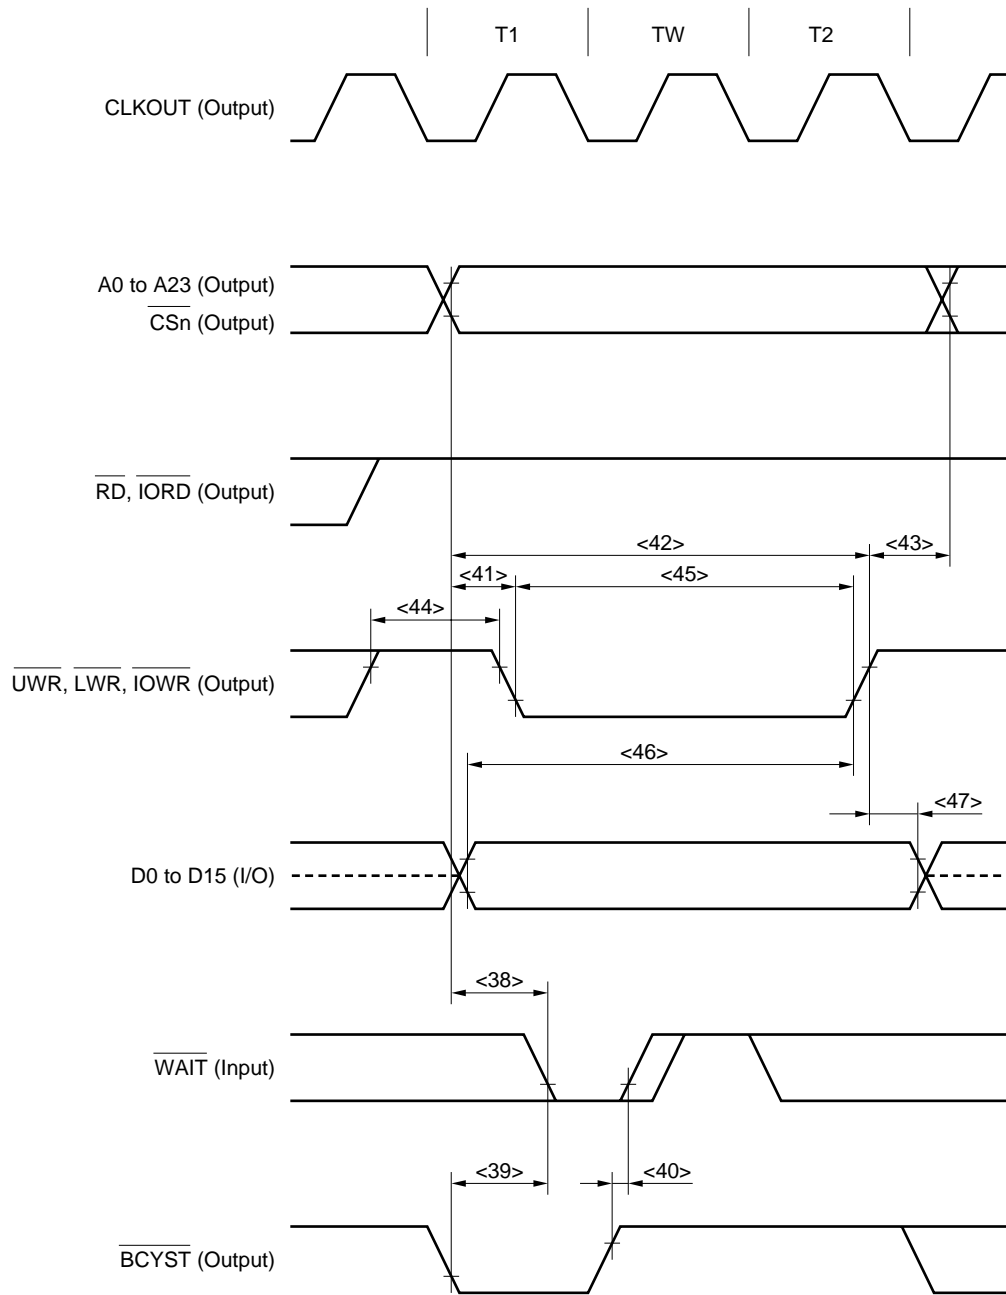 T1 TW T2
CLKOUT (Output)
A0 to A23 (Output)
CSn (Output)
RD, IORD (Output)
<42> <43>
<41> <45>
<44>
UWR, LWR, IOWR (Output)
<46>
<47>
D0 to D15 (I/O)
<38>
WAIT (Input)
<39> <40>
BCYST (Output)